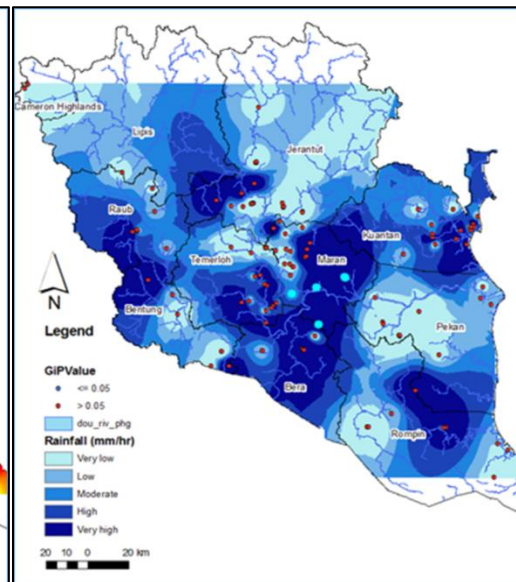 Cameron Highlands
Lipis
Jerantut
Raub
Kuantan
Temerloh
Maran
N
Bentung
Pekan
Legend
Bera
GiPValue
<= 0.05
> 0.05
Rompin
dou_riv_phg
Rainfall (mm/hr)
Very low
Low
Moderate
High
Very high
20 10 0 20 km